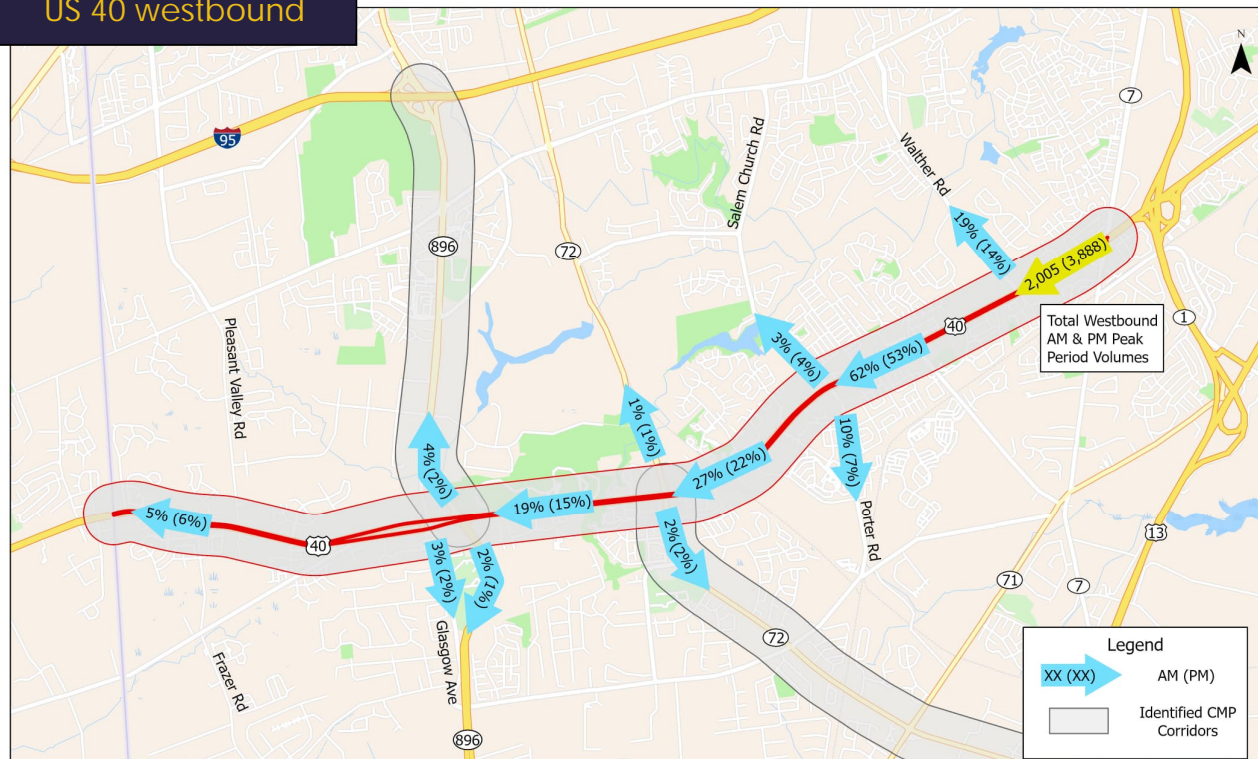 US 40 westbound
N
7
95
Salem Church Rd
Walther Rd
19% (14%)
896
72
2,005 (3,888)
40
1
Total Westbound
AM & PM Peak
Period Volumes
Pleasant Valley Rd
3% (4%)
62% (53%)
1% (1%)
10% (7%)
4% (2%)
27% (22%)
19% (15%)
5% (6%)
40
2% (2%)
Porter Rd
13
3% (2%)
2% (1%)
71
7
Glasgow Ave
72
Frazer Rd
896
Legend
XX (XX)
AM (PM)
Identified CMP
Corridors